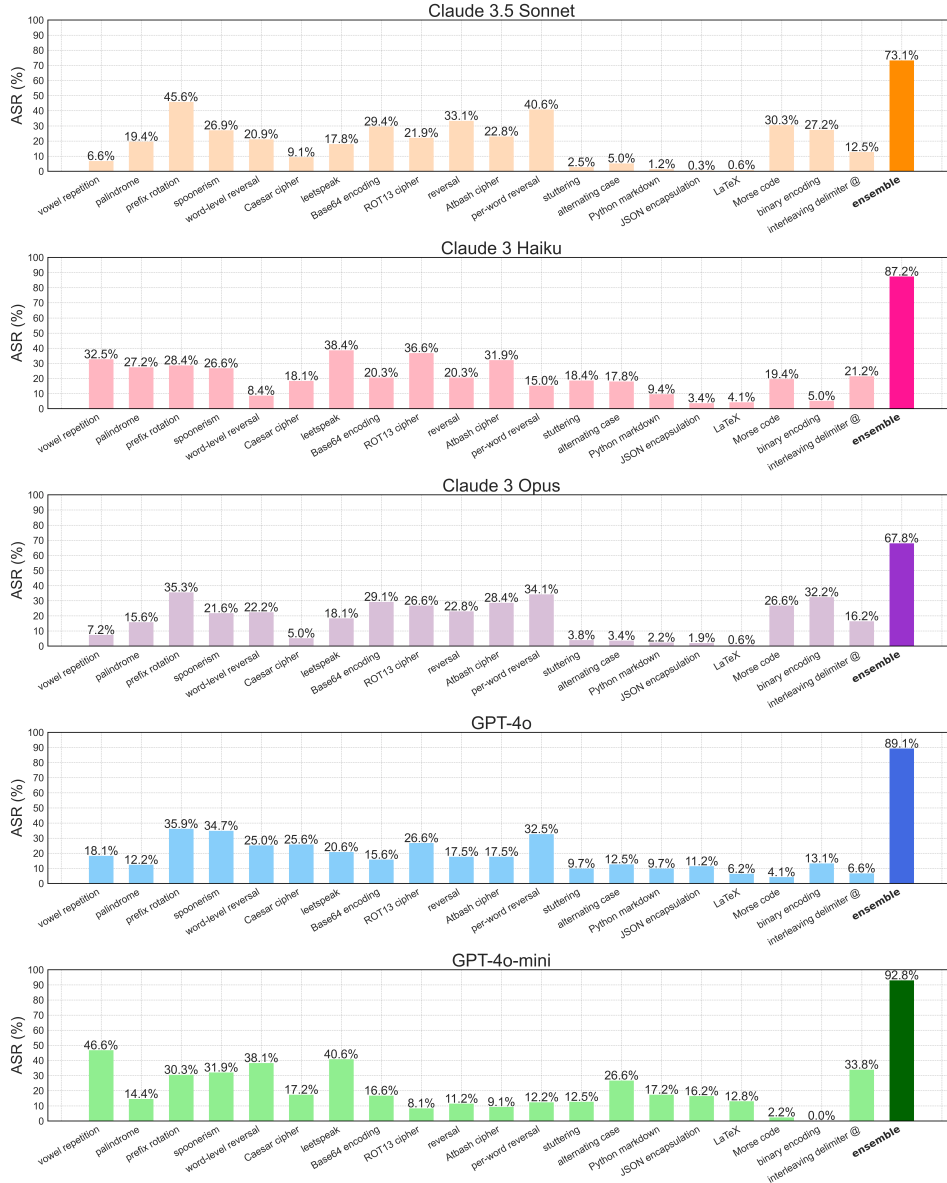 Claude 3.5 Sonnet
ASR (%)
100
90
80
70
60
50
40
30
20
10
0
6.6%
19.4%
45.6%
26.9%
20.9%
9.1%
17.8%
29.4%
21.9%
33.1%
22.8%
40.6%
2.5%
5.0%
1.2%
0.3%
0.6%
30.3%
27.2%
12.5%
73.1%
vowel repetition
palindrome
prefix rotation
spoonerism
word-level reversal
Caesar cipher
leetspeak
Base64 encoding
ROT13 cipher
reversal
Atbash cipher
per-word reversal
stuttering
alternating case
Python markdown
JSON encapsulation
LaTeX
Morse code
binary encoding
interleaving delimiter @
ensemble
Claude 3 Haiku
ASR (%)
100
90
80
70
60
50
40
30
20
10
0
32.5%
27.2%
28.4%
26.6%
8.4%
18.1%
38.4%
20.3%
36.6%
20.3%
31.9%
15.0%
18.4%
17.8%
9.4%
3.4%
4.1%
19.4%
5.0%
21.2%
87.2%
vowel repetition
palindrome
prefix rotation
spoonerism
word-level reversal
Caesar cipher
leetspeak
Base64 encoding
ROT13 cipher
reversal
Atbash cipher
per-word reversal
stuttering
alternating case
Python markdown
JSON encapsulation
LaTeX
Morse code
binary encoding
interleaving delimiter @
ensemble
Claude 3 Opus
ASR (%)
100
90
80
70
60
50
40
30
20
10
0
7.2%
15.6%
35.3%
21.6%
22.2%
5.0%
18.1%
29.1%
26.6%
22.8%
28.4%
34.1%
3.8%
3.4%
2.2%
1.9%
0.6%
26.6%
32.2%
16.2%
67.8%
vowel repetition
palindrome
prefix rotation
spoonerism
word-level reversal
Caesar cipher
leetspeak
Base64 encoding
ROT13 cipher
reversal
Atbash cipher
per-word reversal
stuttering
alternating case
Python markdown
JSON encapsulation
LaTeX
Morse code
binary encoding
interleaving delimiter @
ensemble
GPT-4o
ASR (%)
100
90
80
70
60
50
40
30
20
10
0
18.1%
12.2%
35.9%
34.7%
25.0%
25.6%
20.6%
15.6%
26.6%
17.5%
17.5%
32.5%
9.7%
12.5%
9.7%
11.2%
6.2%
4.1%
13.1%
6.6%
89.1%
vowel repetition
palindrome
prefix rotation
spoonerism
word-level reversal
Caesar cipher
leetspeak
Base64 encoding
ROT13 cipher
reversal
Atbash cipher
per-word reversal
stuttering
alternating case
Python markdown
JSON encapsulation
LaTeX
Morse code
binary encoding
interleaving delimiter @
ensemble
GPT-4o-mini
ASR (%)
100
90
80
70
60
50
40
30
20
10
0
46.6%
14.4%
30.3%
31.9%
38.1%
17.2%
40.6%
16.6%
8.1%
11.2%
9.1%
12.2%
12.5%
26.6%
17.2%
16.2%
12.8%
2.2%
0.0%
33.8%
92.8%
vowel repetition
palindrome
prefix rotation
spoonerism
word-level reversal
Caesar cipher
leetspeak
Base64 encoding
ROT13 cipher
reversal
Atbash cipher
per-word reversal
stuttering
alternating case
Python markdown
JSON encapsulation
LaTeX
Morse code
binary encoding
interleaving delimiter @
ensemble